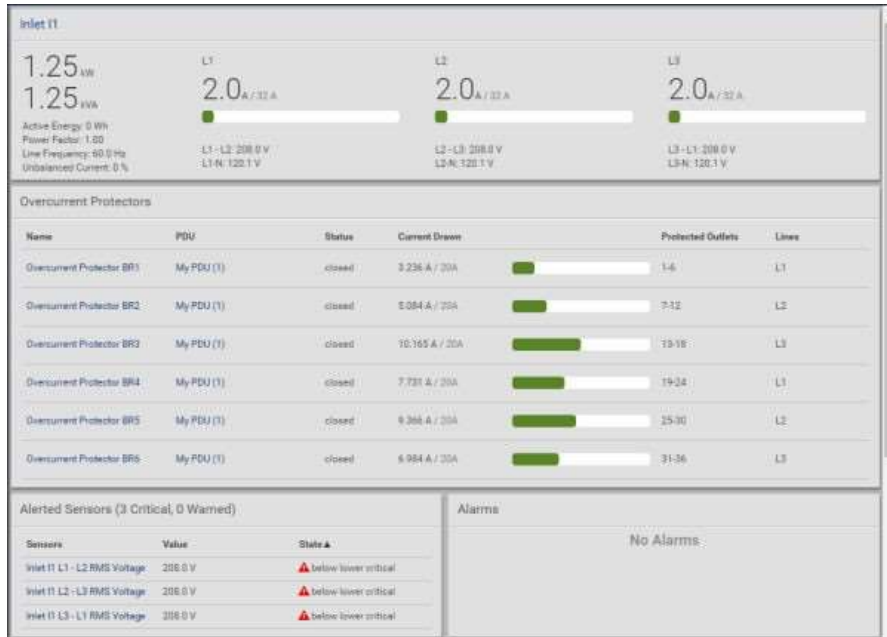 Inlet I1
1.25 kW
1.25 kVA
Active Energy: 0 Wh
Power Factor: 1.00
Line Frequency: 60.0 Hz
Unbalanced Current: 0 %
L1
2.0 A / 32 A
L1 - L2: 208.0 V
L1-N: 120.1 V
L2
2.0 A / 32 A
L2 - L3: 208.0 V
L2-N: 120.1 V
L3
2.0 A / 32 A
L3 - L1: 208.0 V
L3-N: 120.1 V
Overcurrent Protectors
Name PDU Status Current Drawn Protected Outlets Lines
Overcurrent Protector BR1 My PDU (1) closed 3.236 A / 20A 1-6 L1
Overcurrent Protector BR2 My PDU (1) closed 5.084 A / 20A 7-12 L2
Overcurrent Protector BR3 My PDU (1) closed 10.165 A / 20A 13-18 L3
Overcurrent Protector BR4 My PDU (1) closed 7.731 A / 20A 19-24 L1
Overcurrent Protector BR5 My PDU (1) closed 9.366 A / 20A 25-30 L2
Overcurrent Protector BR6 My PDU (1) closed 6.984 A / 20A 31-36 L3
Alerted Sensors (3 Critical, 0 Warned)
Sensors Value State▲
Inlet I1 L1 - L2 RMS Voltage 208.0 V below lower critical
Inlet I1 L2 - L3 RMS Voltage 208.0 V below lower critical
Inlet I1 L3 - L1 RMS Voltage 208.0 V below lower critical
Alarms
No Alarms